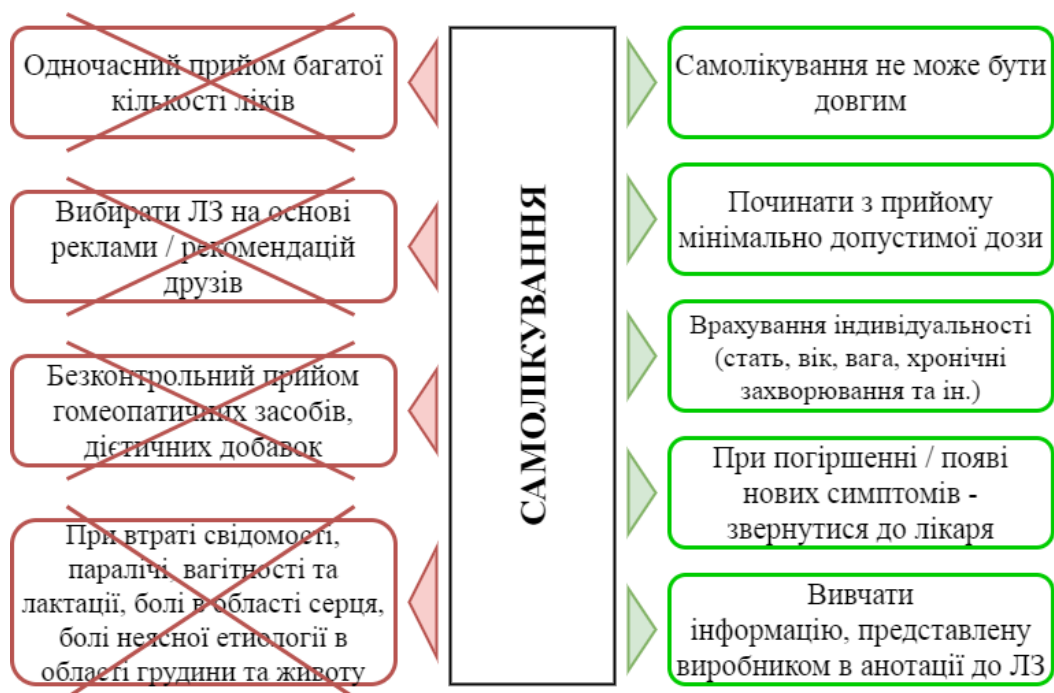 Одночасний прийом багатої
кількості ліків
Вибирати ЛЗ на основі
реклами / рекомендацій
друзів
Безконтрольний прийом
гомеопатичних засобів,
дієтичних добавок
При втраті свідомості,
паралічі, вагітності та
лактації, болі в області серця,
болі неясної етиології в
області грудини та животу
САМОЛІКУВАННЯ
Самолікування не може бути
довгим
Починати з прийому
мінімально допустимої дози
Врахування індивідуальності
(стать, вік, вага, хронічні
захворювання та ін.)
При погіршенні / появі
нових симптомів -
звернутися до лікаря
Вивчати
інформацію, представлену
виробником в анотації до ЛЗ